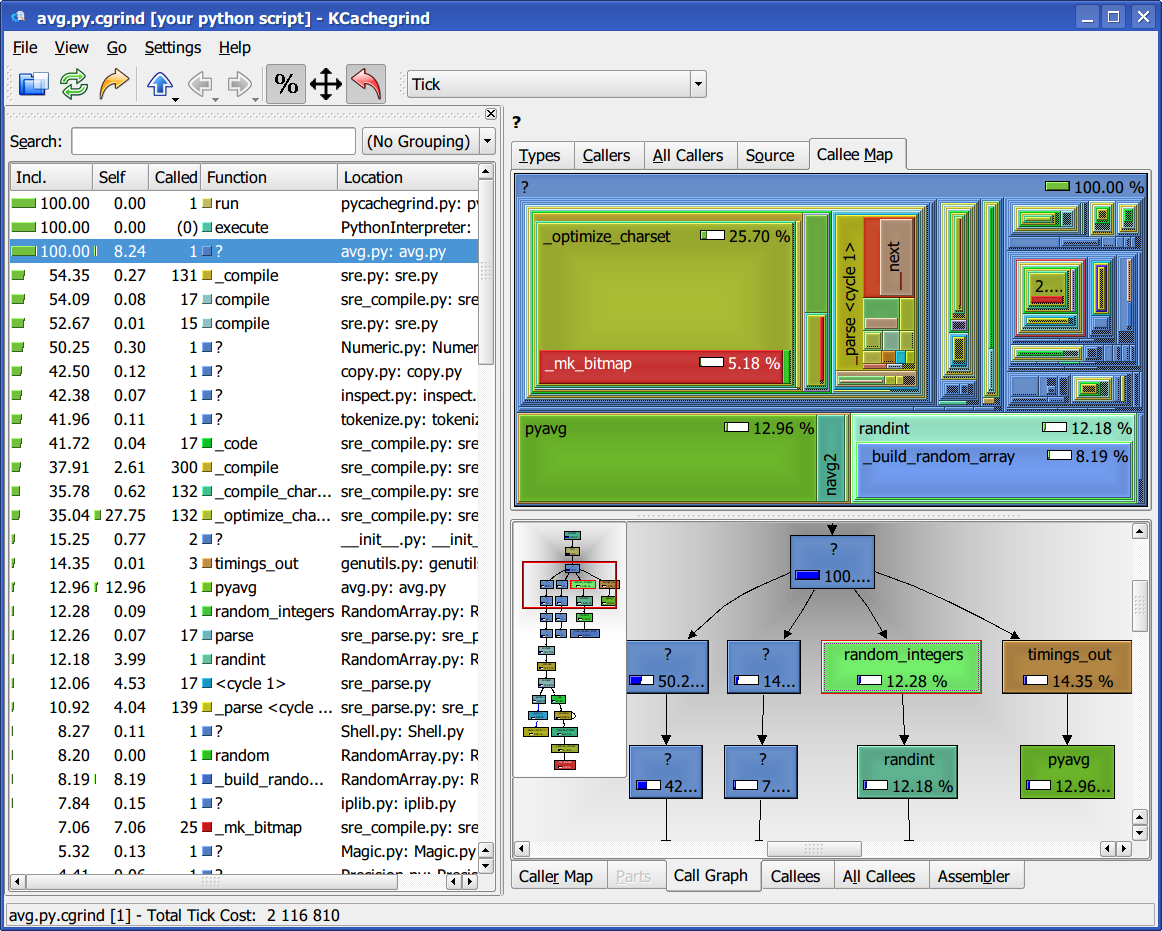 avg.py.cgrind [your python script] - KCachegrind
File View Go Settings Help
% Tick
Search: (No Grouping)
Incl. Self Called Function Location
100.00 0.00 1 run pycachegrind.py: py
100.00 0.00 (0) execute PythonInterpreter:
100.00 8.24 1 ? avg.py: avg.py
54.35 0.27 131 _compile sre.py: sre.py
54.09 0.08 17 compile sre_compile.py: sre
52.67 0.01 15 compile sre.py: sre.py
50.25 0.30 1 ? Numeric.py: Numer
42.50 0.12 1 ? copy.py: copy.py
42.38 0.07 1 ? inspect.py: inspect.
41.96 0.11 1 ? tokenize.py: tokeniz
41.72 0.04 17 _code sre_compile.py: sre
37.91 2.61 300 _compile sre_compile.py: sre
35.78 0.62 132 _compile_char... sre_compile.py: sre
35.04 27.75 132 _optimize_cha... sre_compile.py: sre
15.25 0.77 2 ? __init__.py: __init_
14.35 0.01 3 timings_out genutils.py: genutil
12.96 12.96 1 pyavg avg.py: avg.py
12.28 0.09 1 random_integers RandomArray.py: R
12.26 0.07 17 parse sre_parse.py: sre_p
12.18 3.99 1 randint RandomArray.py: R
12.06 4.53 17 <cycle 1> sre_parse.py
10.92 4.04 139 _parse <cycle ... sre_parse.py: sre_p
8.27 0.11 1 ? Shell.py: Shell.py
8.20 0.00 1 random RandomArray.py: R
8.19 8.19 1 _build_rando... RandomArray.py: R
7.84 0.15 1 ? iplib.py: iplib.py
7.06 7.06 25 _mk_bitmap sre_compile.py: sre
5.32 0.13 1 ? Magic.py: Magic.py
4.41 0.06 1 ? Precision.py: Precision
?
Types Callers All Callers Source Callee Map
? 100.00 %
_optimize_charset 25.70 %
_mk_bitmap 5.18 %
_parse <cycle 1>
__next
2....
pyavg 12.96 %
navg2
randint 12.18 %
_build_random_array 8.19 %
?
100....
? ? random_integers timings_out
50.2... 14... 12.28 % 14.35 %
? ? randint pyavg
42... 7.... 12.18 % 12.96...
Caller Map Parts Call Graph Callees All Callees Assembler
avg.py.cgrind [1] - Total Tick Cost: 2 116 810